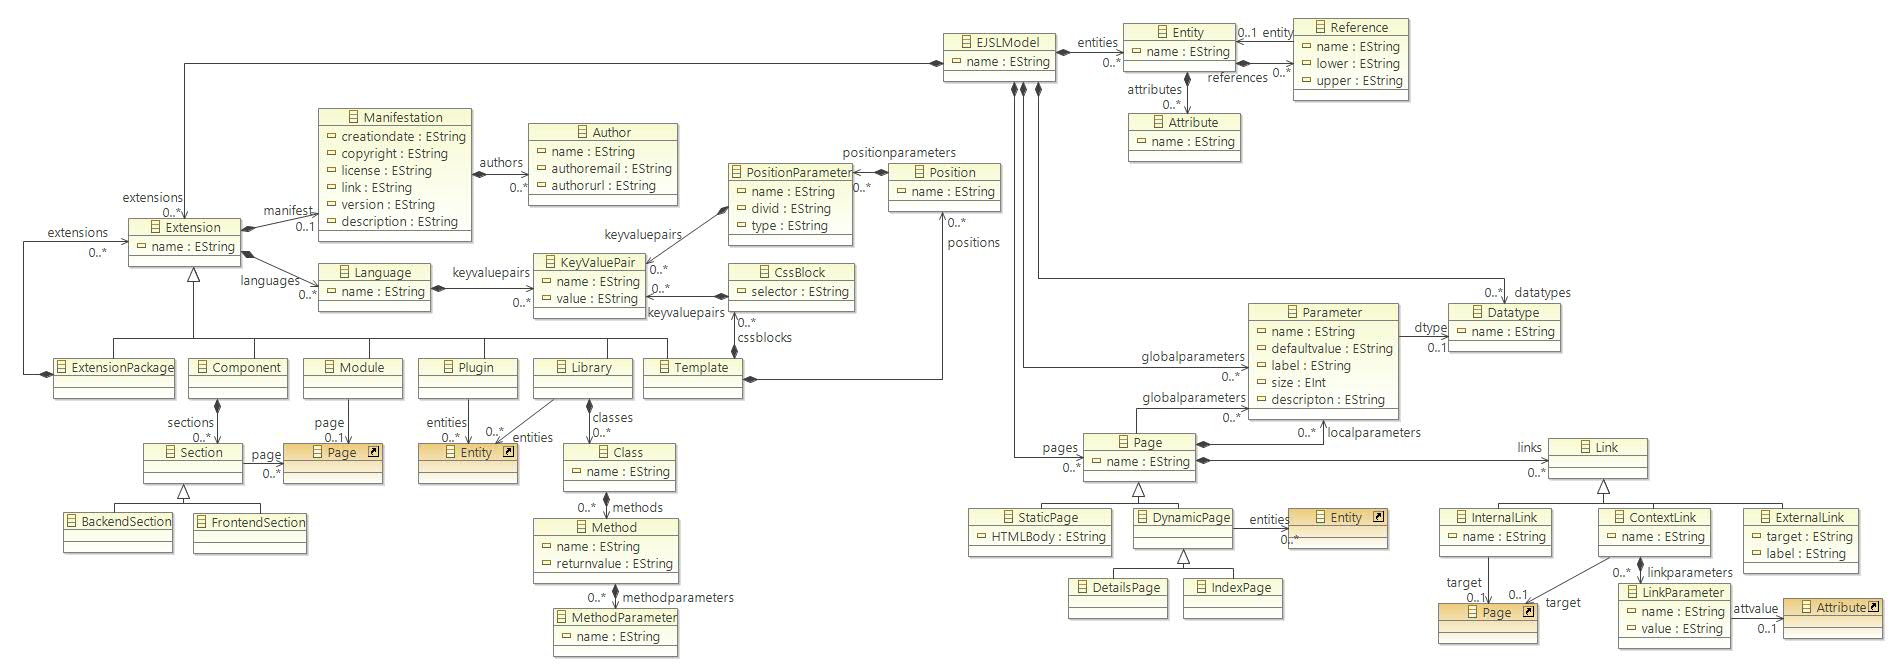 EJSLModel
name : EString
entities
0..*
Entity
name : EString
0..1 entity
references 0..*
Reference
name : EString
lower : EString
upper : EString
attributes
0..*
Attribute
name : EString
extensions
0..*
Manifestation
creationdate : EString
copyright : EString
license : EString
link : EString
version : EString
description : EString
authors
0..*
Author
name : EString
authoremail : EString
authorurl : EString
positionparameters
0..*
PositionParameter
name : EString
divid : EString
type : EString
Position
name : EString
0..*
positions
manifest
0..1
Extension
name : EString
extensions
0..*
languages
0..*
Language
name : EString
keyvaluepairs
0..*
KeyValuePair
name : EString
value : EString
keyvaluepairs
0..*
0..*
keyvaluepairs
CssBlock
selector : EString
0..*
cssblocks
0..*
datatypes
Parameter
name : EString
defaultvalue : EString
label : EString
size : EInt
descripton : EString
dtype
0..1
Datatype
name : EString
globalparameters
0..*
globalparameters
0..*
0..*
localparameters
ExtensionPackage
Component
Module
Plugin
Library
Template
sections
0..*
page
0..1
entities
0..*
0..*
entities
classes
0..*
Section
page
0..*
Page
Entity
Class
name : EString
BackendSection
FrontendSection
0..*
methods
Method
name : EString
returnvalue : EString
0..*
methodparameters
MethodParameter
name : EString
pages
0..*
Page
name : EString
links
0..*
Link
StaticPage
HTMLBody : EString
DynamicPage
entities
0..*
Entity
DetailsPage
IndexPage
InternalLink
name : EString
ContextLink
name : EString
ExternalLink
target : EString
label : EString
target
0..1
0..1
target
0..*
linkparameters
Page
LinkParameter
name : EString
value : EString
attvalue
0..1
Attribute